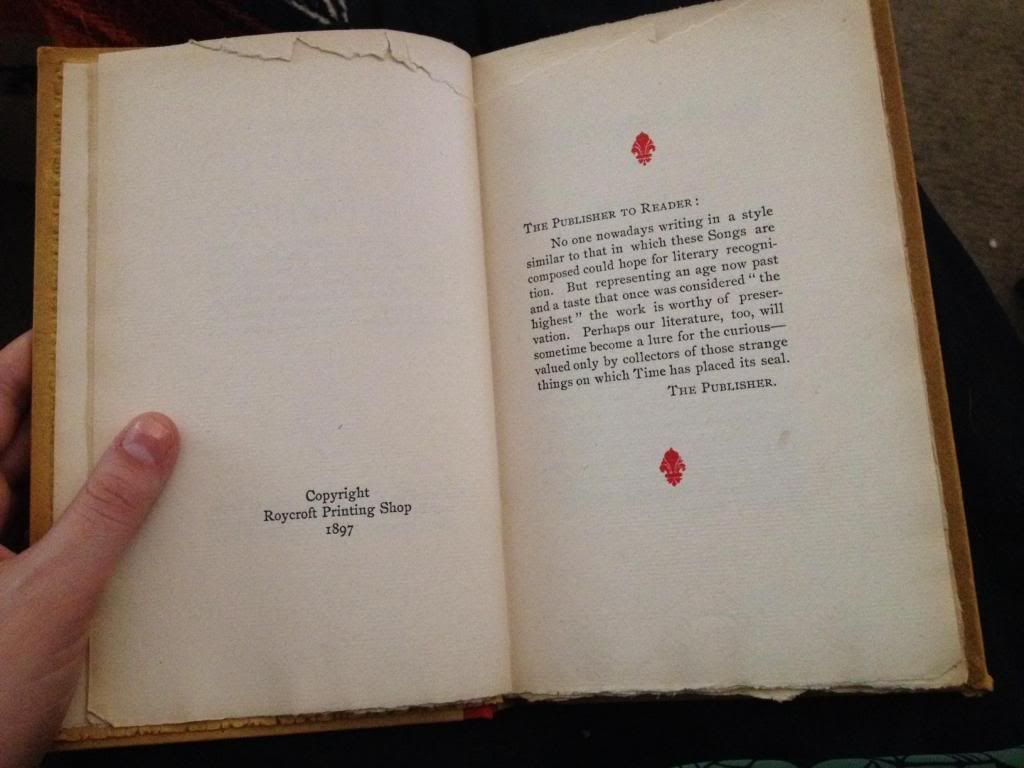 Copyright
Roycroft Printing Shop
1897
THE PUBLISHER TO READER:
No one nowadays writing in a style
similar to that in which these Songs are
composed could hope for literary recogni-
tion. But representing an age now past
and a taste that once was considered "the
highest" the work is worthy of preser-
vation. Perhaps our literature, too, will
sometime become a lure for the curious—
valued only by collectors of those strange
things on which Time has placed its seal.
THE PUBLISHER.